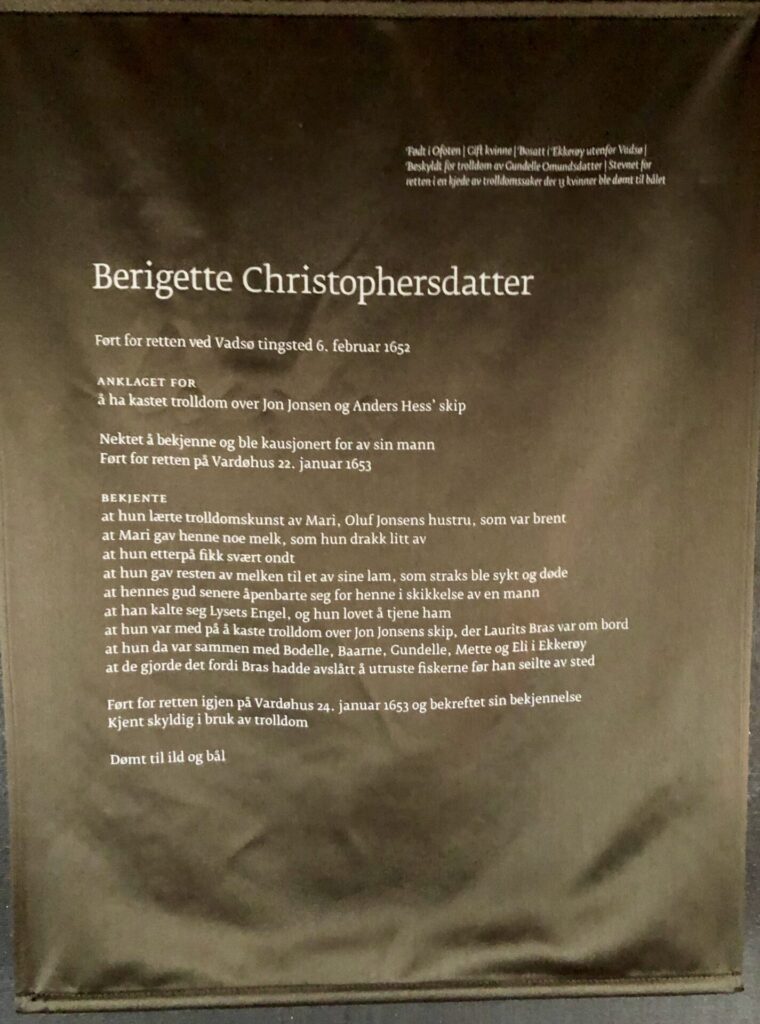 Født i Ofoten | Gift kvinne | Bosatt i Ekkerøy utenfor Vadsø |
Beskyldt for trolldom av Gundelle Omundsdatter | Stevnet for
retten i en kjede av trolldomssaker der 13 kvinner ble dømt til bålet
Berigette Christophersdatter
Ført for retten ved Vadsø tingsted 6. februar 1652
ANKLAGET FOR
å ha kastet trolldom over Jon Jonsen og Anders Hess' skip
Nektet å bekjenne og ble kausjonert for av sin mann
Ført for retten på Vardøhus 22. januar 1653
BEKJENTE
at hun lærte trolldomskunst av Mari, Oluf Jonsens hustru, som var brent
at Mari gav henne noe melk, som hun drakk litt av
at hun etterpå fikk svært ondt
at hun gav resten av melken til et av sine lam, som straks ble sykt og døde
at hennes gud senere åpenbarte seg for henne i skikkelse av en mann
at han kalte seg Lysets Engel, og hun lovet å tjene ham
at hun var med på å kaste trolldom over Jon Jonsens skip, der Laurits Bras var om bord
at hun da var sammen med Bodelle, Baarne, Gundelle, Mette og Eli i Ekkerøy
at de gjorde det fordi Bras hadde avslått å utruste fiskerne før han seilte av sted
Ført for retten igjen på Vardøhus 24. januar 1653 og bekreftet sin bekjennelse
Kjent skyldig i bruk av trolldom
Dømt til ild og bål